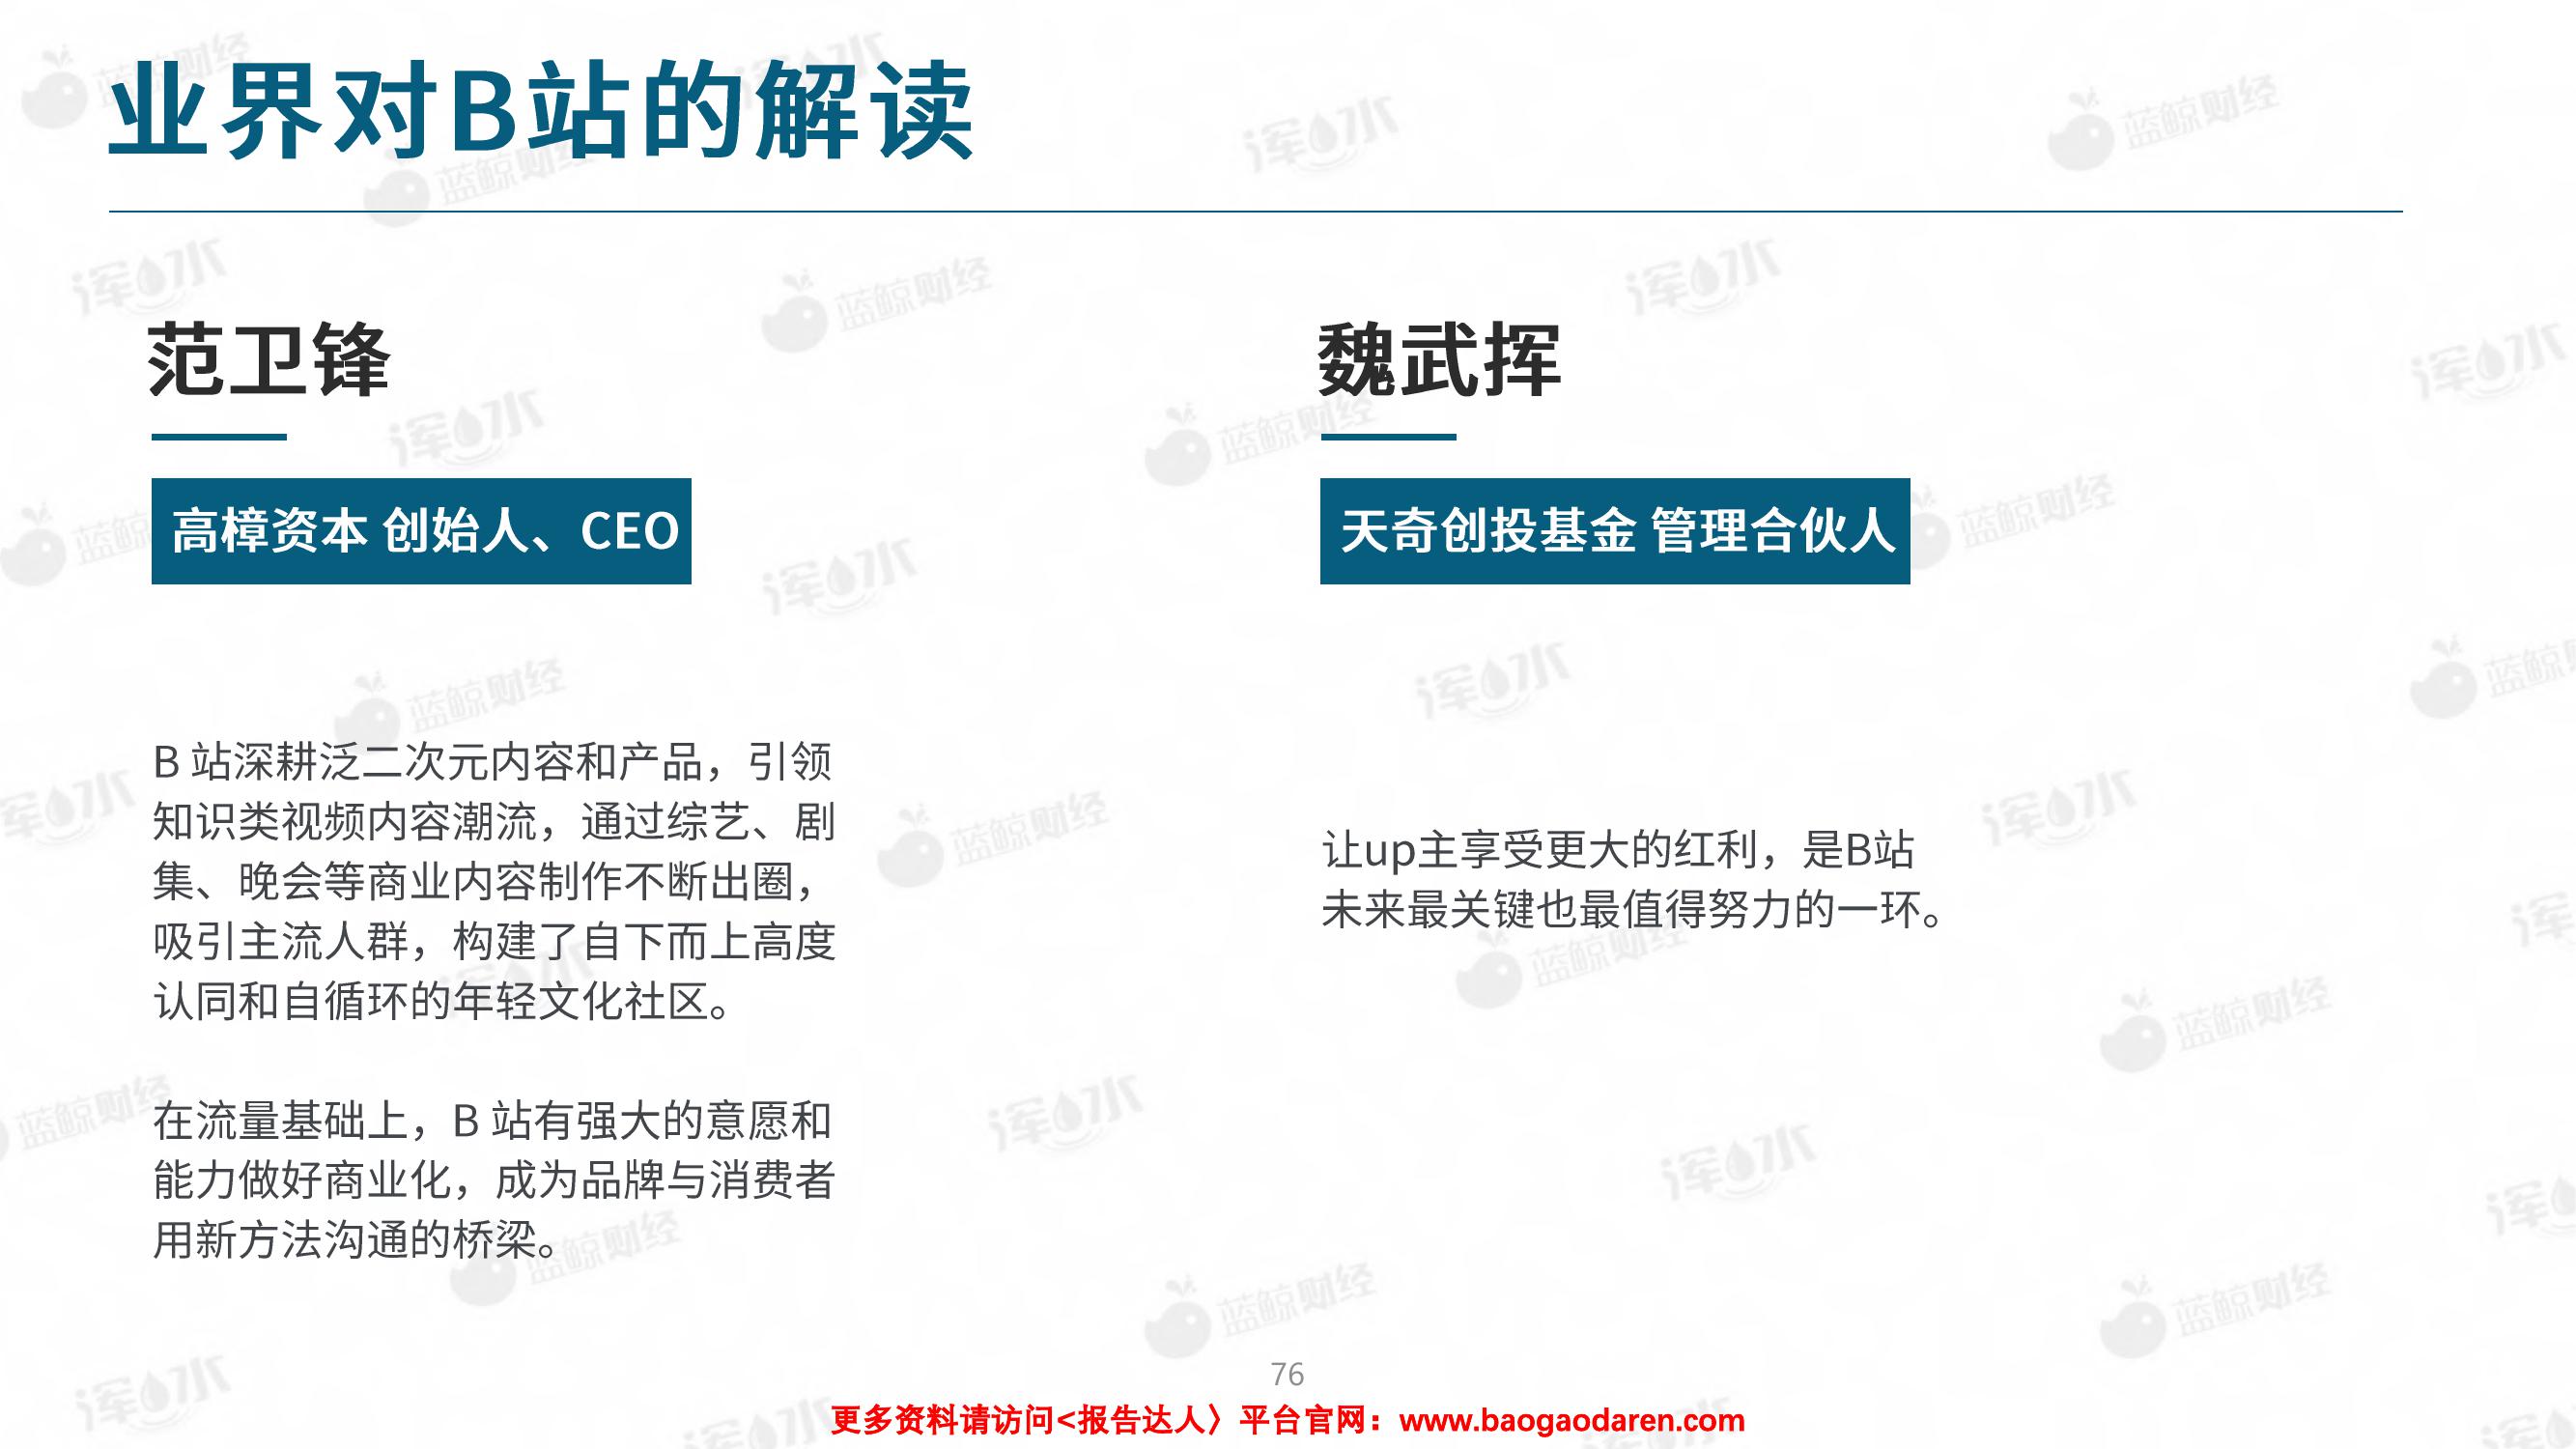 业界对B站的解读
范卫锋
高樟资本 创始人、CEO
B 站深耕泛二次元内容和产品，引领
知识类视频内容潮流，通过综艺、剧
集、晚会等商业内容制作不断出圈，
吸引主流人群，构建了自下而上高度
认同和自循环的年轻文化社区。
在流量基础上，B 站有强大的意愿和
能力做好商业化，成为品牌与消费者
用新方法沟通的桥梁。
魏武挥
天奇创投基金 管理合伙人
让up主享受更大的红利，是B站
未来最关键也最值得努力的一环。
76
更多资料请访问<报告达人〉平台官网：www.baogaodaren.com
蓝鲸财经
浑水